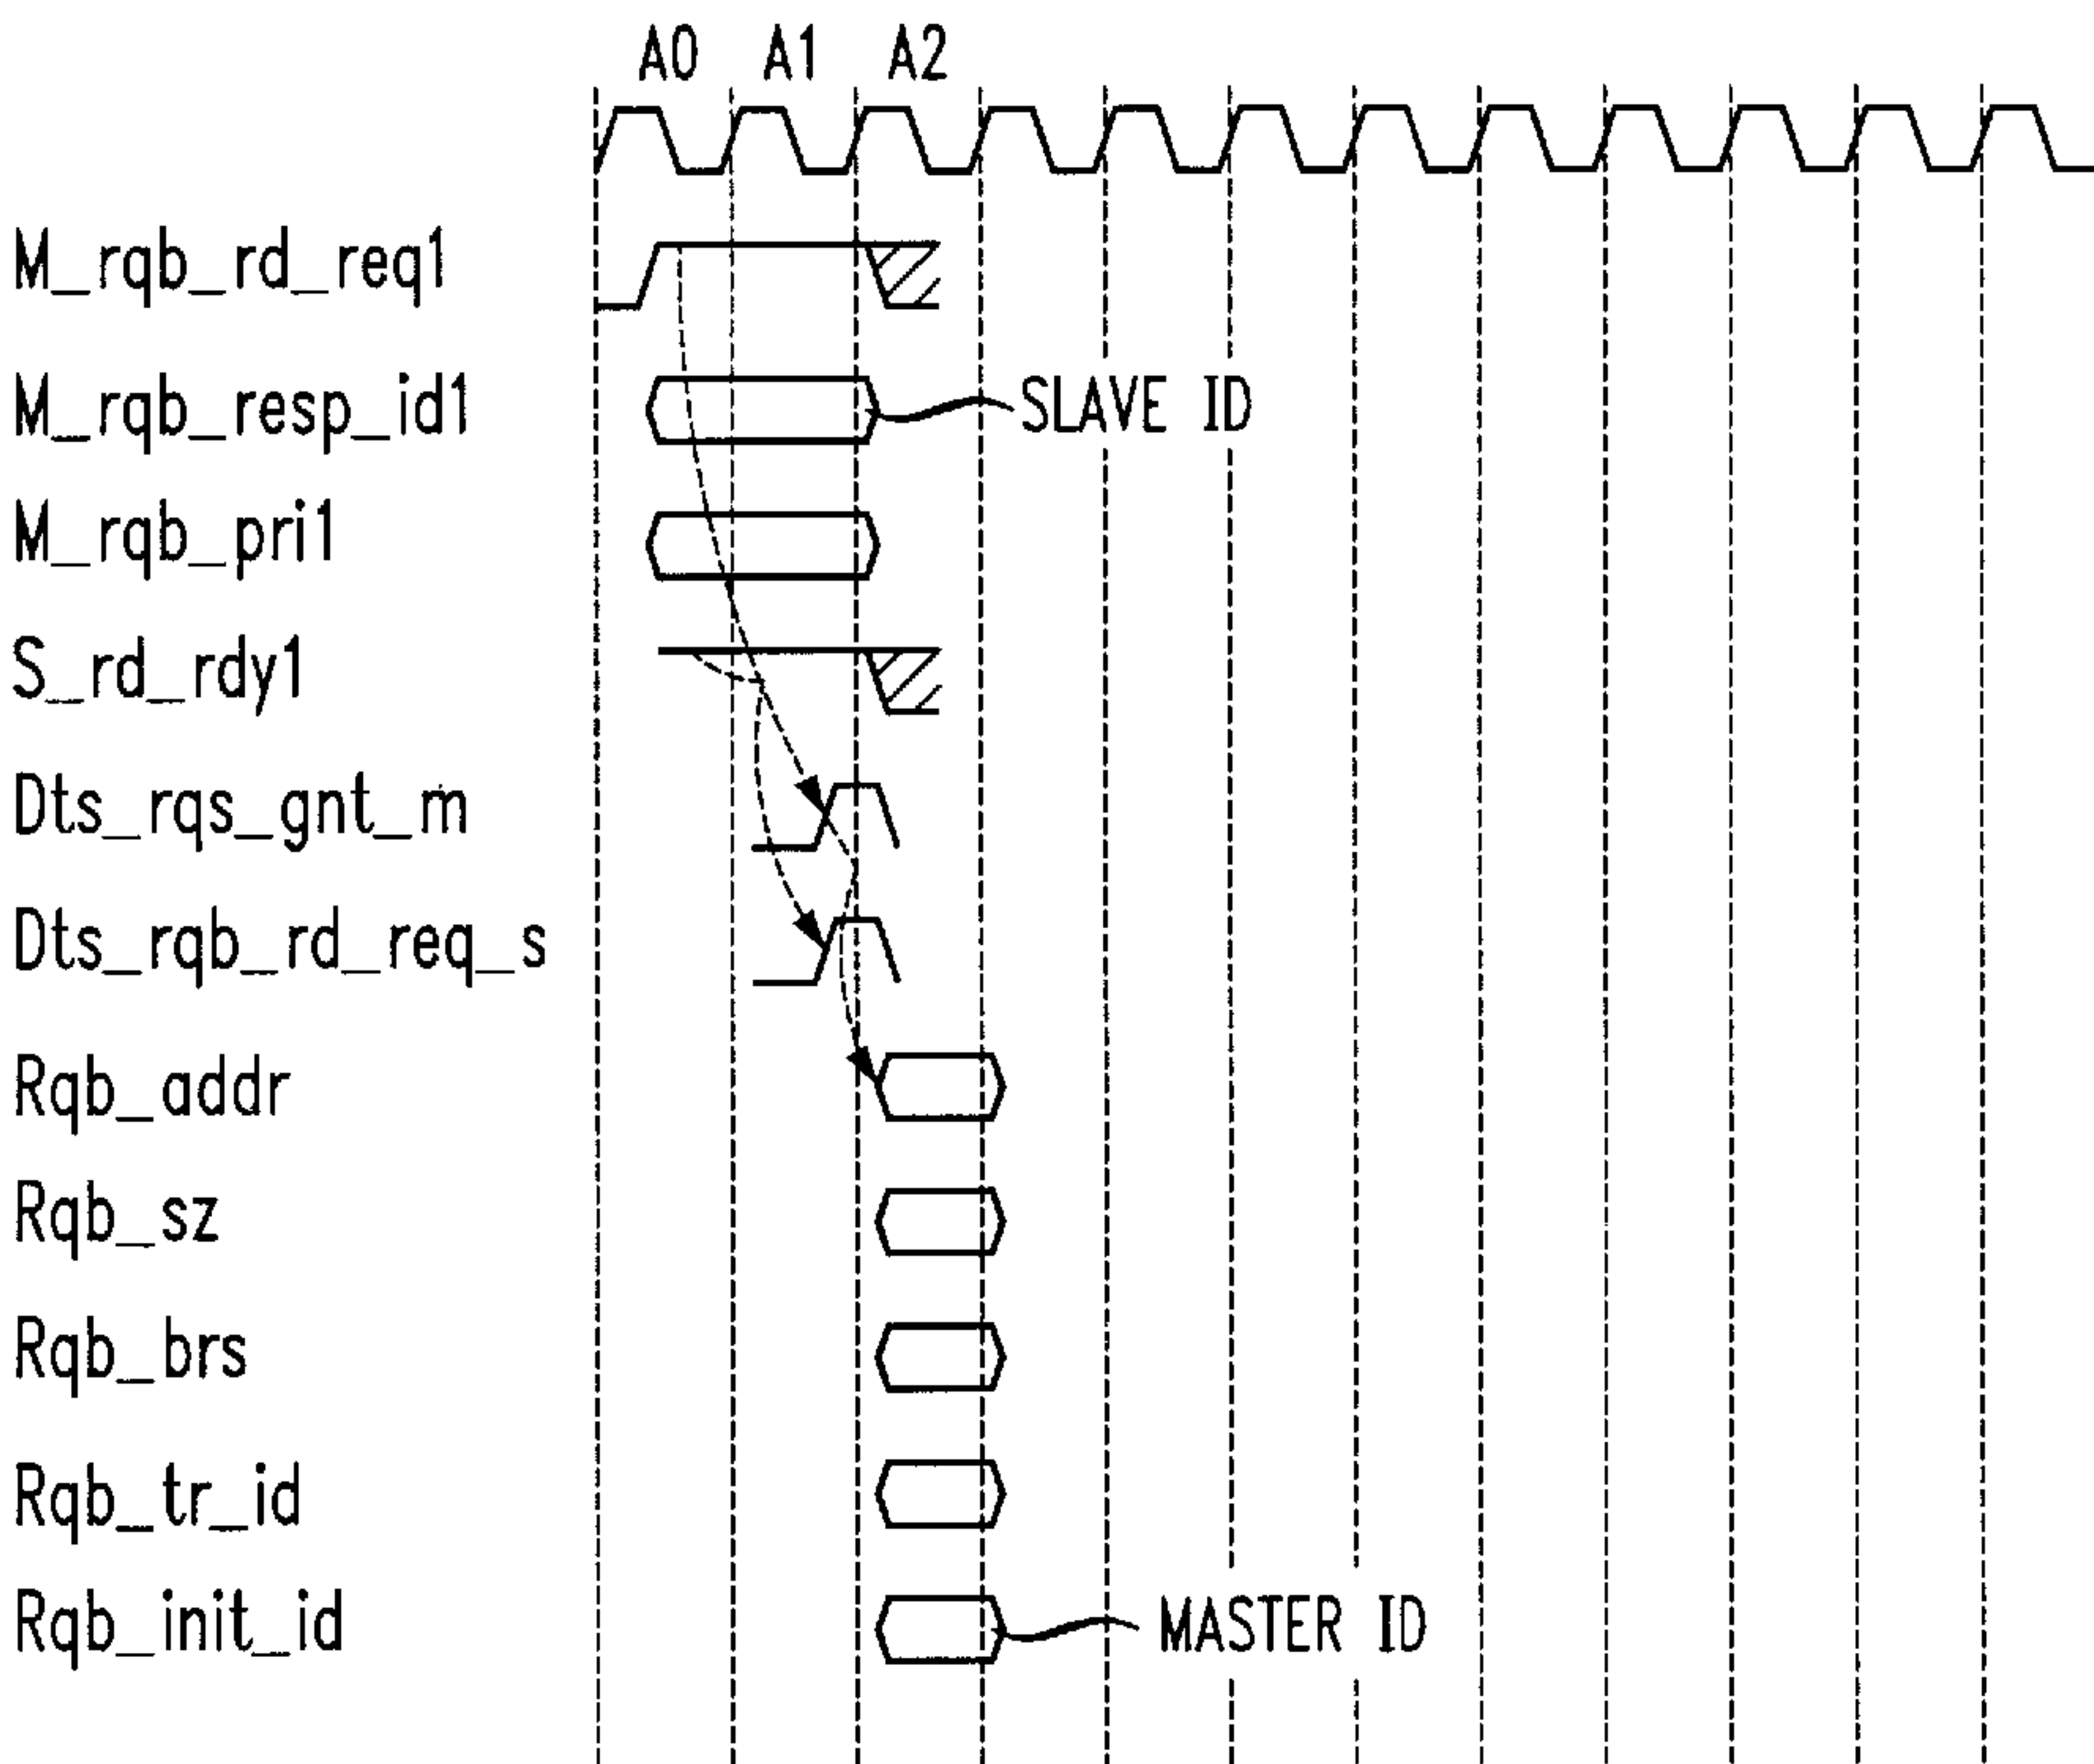 A0 A1 A2
M_rqb_rd_req1
M_rqb_resp_id1 SLAVE ID
M_rqb_pri1
S_rd_rdy1
Dts_rqs_gnt_m
Dts_rqb_rd_req_s
Rqb_addr
Rqb_sz
Rqb_brs
Rqb_tr_id
Rqb_init_id MASTER ID